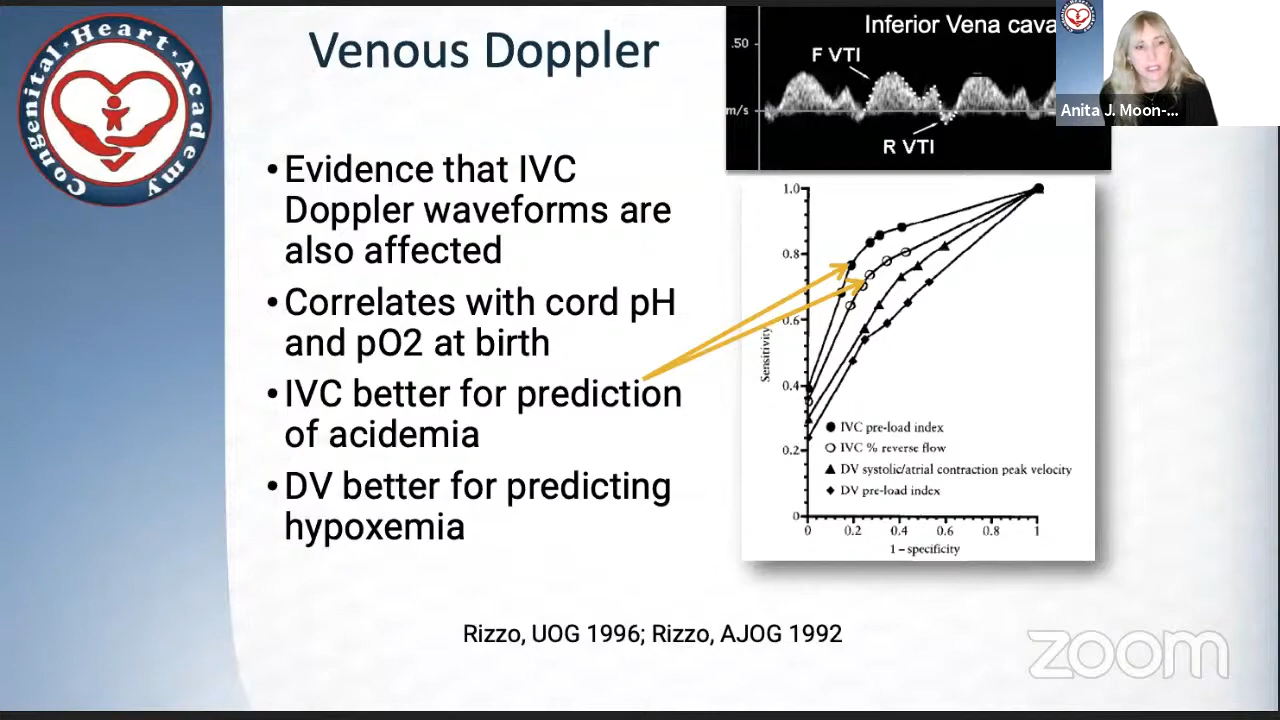 Congenital Heart Academy
Venous Doppler
Inferior Vena cava
.50
F VTI
m/s
R VTI
Anita J. Moon-...
• Evidence that IVC
Doppler waveforms are
also affected
• Correlates with cord pH
and pO2 at birth
• IVC better for prediction
of acidemia
• DV better for predicting
hypoxemia
1.0
0.8
0.6
0.4
0.2
0
Sensitivity
IVC pre-load index
IVC % reverse flow
DV systolic/atrial contraction peak velocity
DV pre-load index
0 0.2 0.4 0.6 0.8 1
1 – specificity
Rizzo, UOG 1996; Rizzo, AJOG 1992
zoom